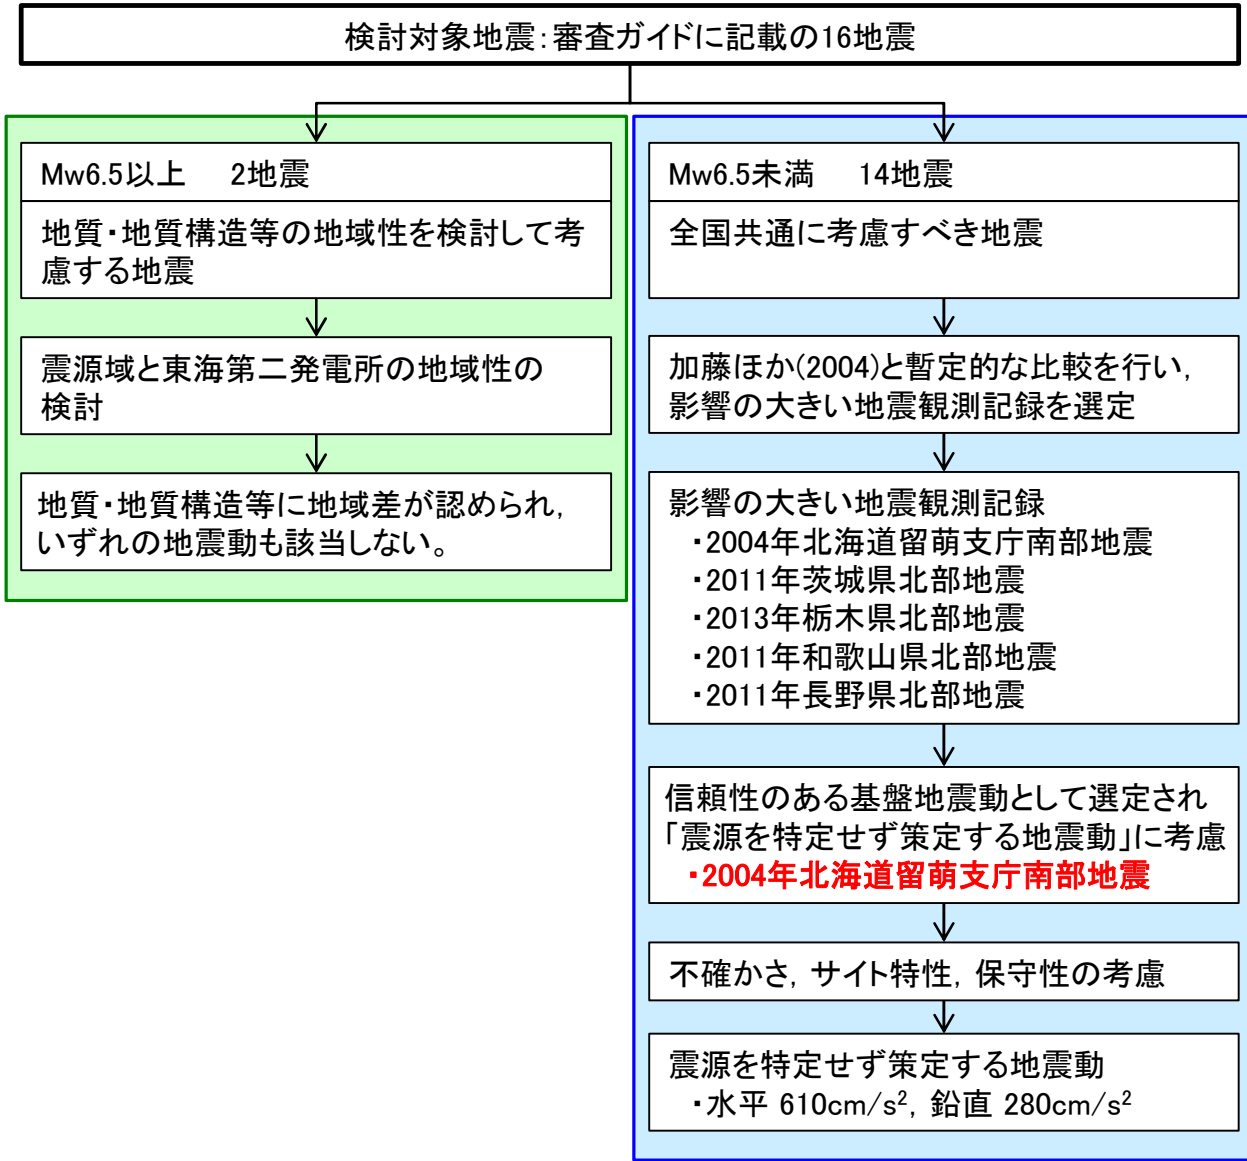 検討対象地震：審査ガイドに記載の16地震
Mw6.5以上　2地震
地質・地質構造等の地域性を検討して考
慮する地震
震源域と東海第二発電所の地域性の
検討
地質・地質構造等に地域差が認められ，
いずれの地震動も該当しない。
Mw6.5未満　14地震
全国共通に考慮すべき地震
加藤ほか(2004)と暫定的な比較を行い，
影響の大きい地震観測記録を選定
影響の大きい地震観測記録
・2004年北海道留萌支庁南部地震
・2011年茨城県北部地震
・2013年栃木県北部地震
・2011年和歌山県北部地震
・2011年長野県北部地震
信頼性のある基盤地震動として選定され
「震源を特定せず策定する地震動」に考慮
・2004年北海道留萌支庁南部地震
不確かさ，サイト特性，保守性の考慮
震源を特定せず策定する地震動
・水平 610cm/s²，鉛直 280cm/s²